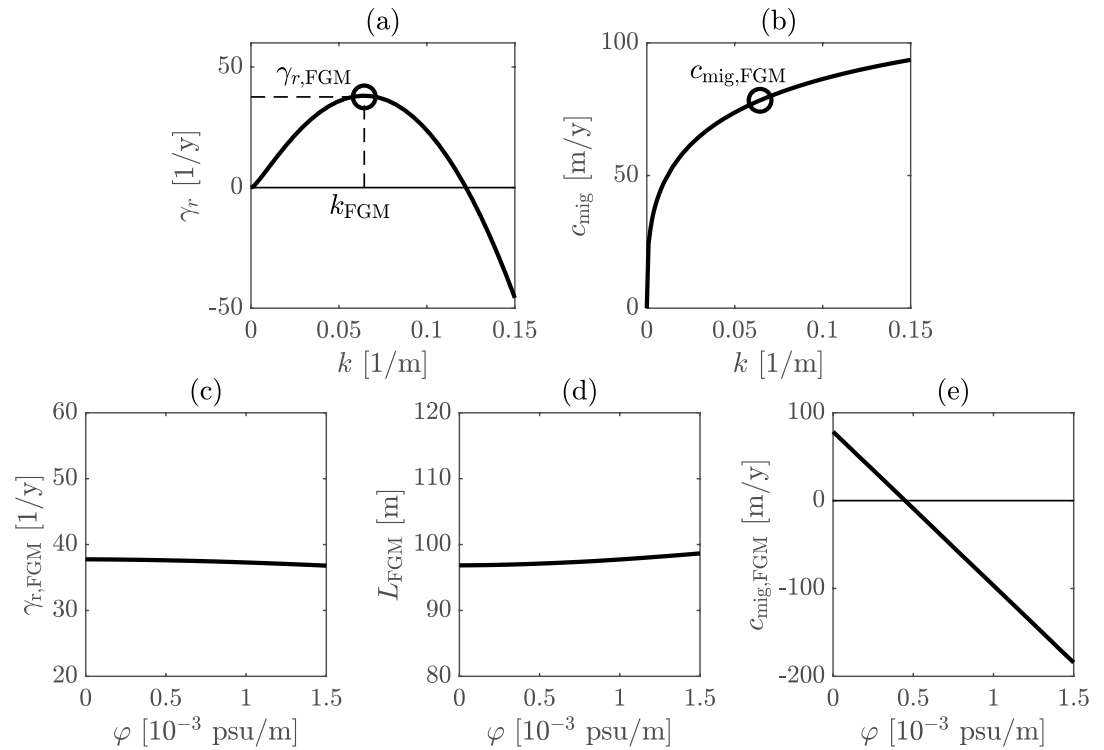 (a)
50
0
-50
γr [1/y]
γr,FGM
kFGM
0 0.05 0.1 0.15
k [1/m]
(b)
100
50
0
cmig [m/y]
cmig,FGM
0 0.05 0.1 0.15
k [1/m]
(c)
60
50
40
30
20
γr,FGM [1/y]
0 0.5 1 1.5
φ [10−3 psu/m]
(d)
120
110
100
90
80
LFGM [m]
0 0.5 1 1.5
φ [10−3 psu/m]
(e)
100
0
-100
-200
cmig,FGM [m/y]
0 0.5 1 1.5
φ [10−3 psu/m]